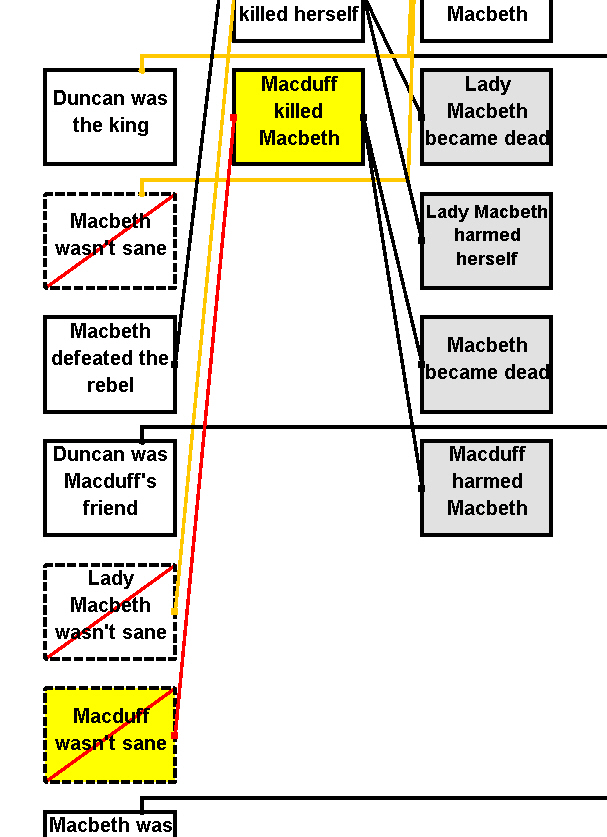 killed herself
Macbeth
Duncan was
the king
Macduff
killed
Macbeth
Lady
Macbeth
became dead
Macbeth
wasn't sane
Lady Macbeth
harmed
herself
Macbeth
defeated the
rebel
Macbeth
became dead
Duncan was
Macduff's
friend
Macduff
harmed
Macbeth
Lady
Macbeth
wasn't sane
Macduff
wasn't sane
Macbeth was